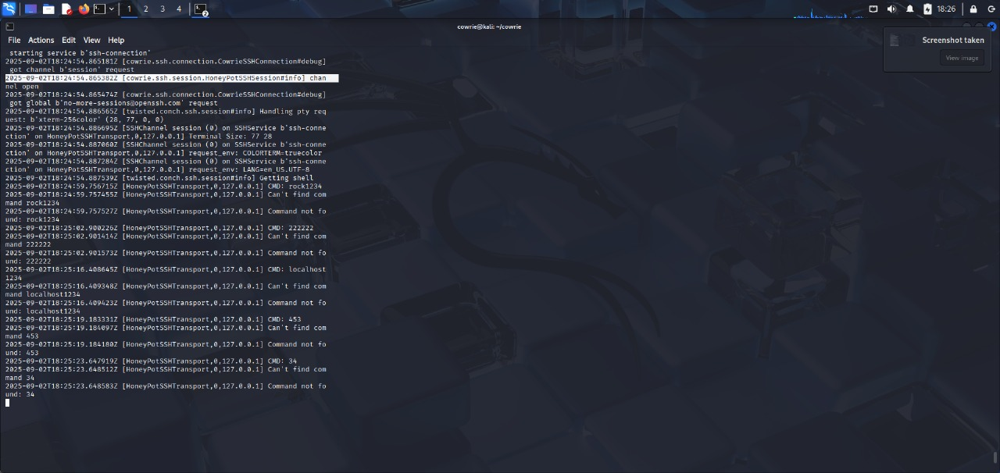 1 2 3 4 2 18:26
cowrie@kali: ~/cowrie
File Actions Edit View Help
Screenshot taken
View image
starting service b'ssh-connection'
2025-09-02T18:24:54.865181Z [cowrie.ssh.connection.CowrieSSHConnection#debug]
got channel b'session' request
2025-09-02T18:24:54.865382Z [cowrie.ssh.session.HoneyPotSSHSession#info] chan
nel open
2025-09-02T18:24:54.865474Z [cowrie.ssh.connection.CowrieSSHConnection#debug]
got global b'no-more-sessions@openssh.com' request
2025-09-02T18:24:54.886565Z [twisted.conch.ssh.session#info] Handling pty req
uest: b'xterm-256color' (28, 77, 0, 0)
2025-09-02T18:24:54.886695Z [SSHChannel session (0) on SSHService b'ssh-conne
ction' on HoneyPotSSHTransport,0,127.0.0.1] Terminal Size: 77 28
2025-09-02T18:24:54.887060Z [SSHChannel session (0) on SSHService b'ssh-conne
ction' on HoneyPotSSHTransport,0,127.0.0.1] request_env: COLORTERM=truecolor
2025-09-02T18:24:54.887284Z [SSHChannel session (0) on SSHService b'ssh-conne
ction' on HoneyPotSSHTransport,0,127.0.0.1] request_env: LANG=en_US.UTF-8
2025-09-02T18:24:54.887539Z [twisted.conch.ssh.session#info] Getting shell
2025-09-02T18:24:59.756715Z [HoneyPotSSHTransport,0,127.0.0.1] CMD: rock1234
2025-09-02T18:24:59.757455Z [HoneyPotSSHTransport,0,127.0.0.1] Can't find com
mand rock1234
2025-09-02T18:24:59.757527Z [HoneyPotSSHTransport,0,127.0.0.1] Command not fo
und: rock1234
2025-09-02T18:25:02.900226Z [HoneyPotSSHTransport,0,127.0.0.1] CMD: 222222
2025-09-02T18:25:02.901414Z [HoneyPotSSHTransport,0,127.0.0.1] Can't find com
mand 222222
2025-09-02T18:25:02.901573Z [HoneyPotSSHTransport,0,127.0.0.1] Command not fo
und: 222222
2025-09-02T18:25:16.408645Z [HoneyPotSSHTransport,0,127.0.0.1] CMD: localhost
1234
2025-09-02T18:25:16.409348Z [HoneyPotSSHTransport,0,127.0.0.1] Can't find com
mand localhost1234
2025-09-02T18:25:16.409423Z [HoneyPotSSHTransport,0,127.0.0.1] Command not fo
und: localhost1234
2025-09-02T18:25:19.183331Z [HoneyPotSSHTransport,0,127.0.0.1] CMD: 453
2025-09-02T18:25:19.184097Z [HoneyPotSSHTransport,0,127.0.0.1] Can't find com
mand 453
2025-09-02T18:25:19.184180Z [HoneyPotSSHTransport,0,127.0.0.1] Command not fo
und: 453
2025-09-02T18:25:23.647919Z [HoneyPotSSHTransport,0,127.0.0.1] CMD: 34
2025-09-02T18:25:23.648512Z [HoneyPotSSHTransport,0,127.0.0.1] Can't find com
mand 34
2025-09-02T18:25:23.648583Z [HoneyPotSSHTransport,0,127.0.0.1] Command not fo
und: 34